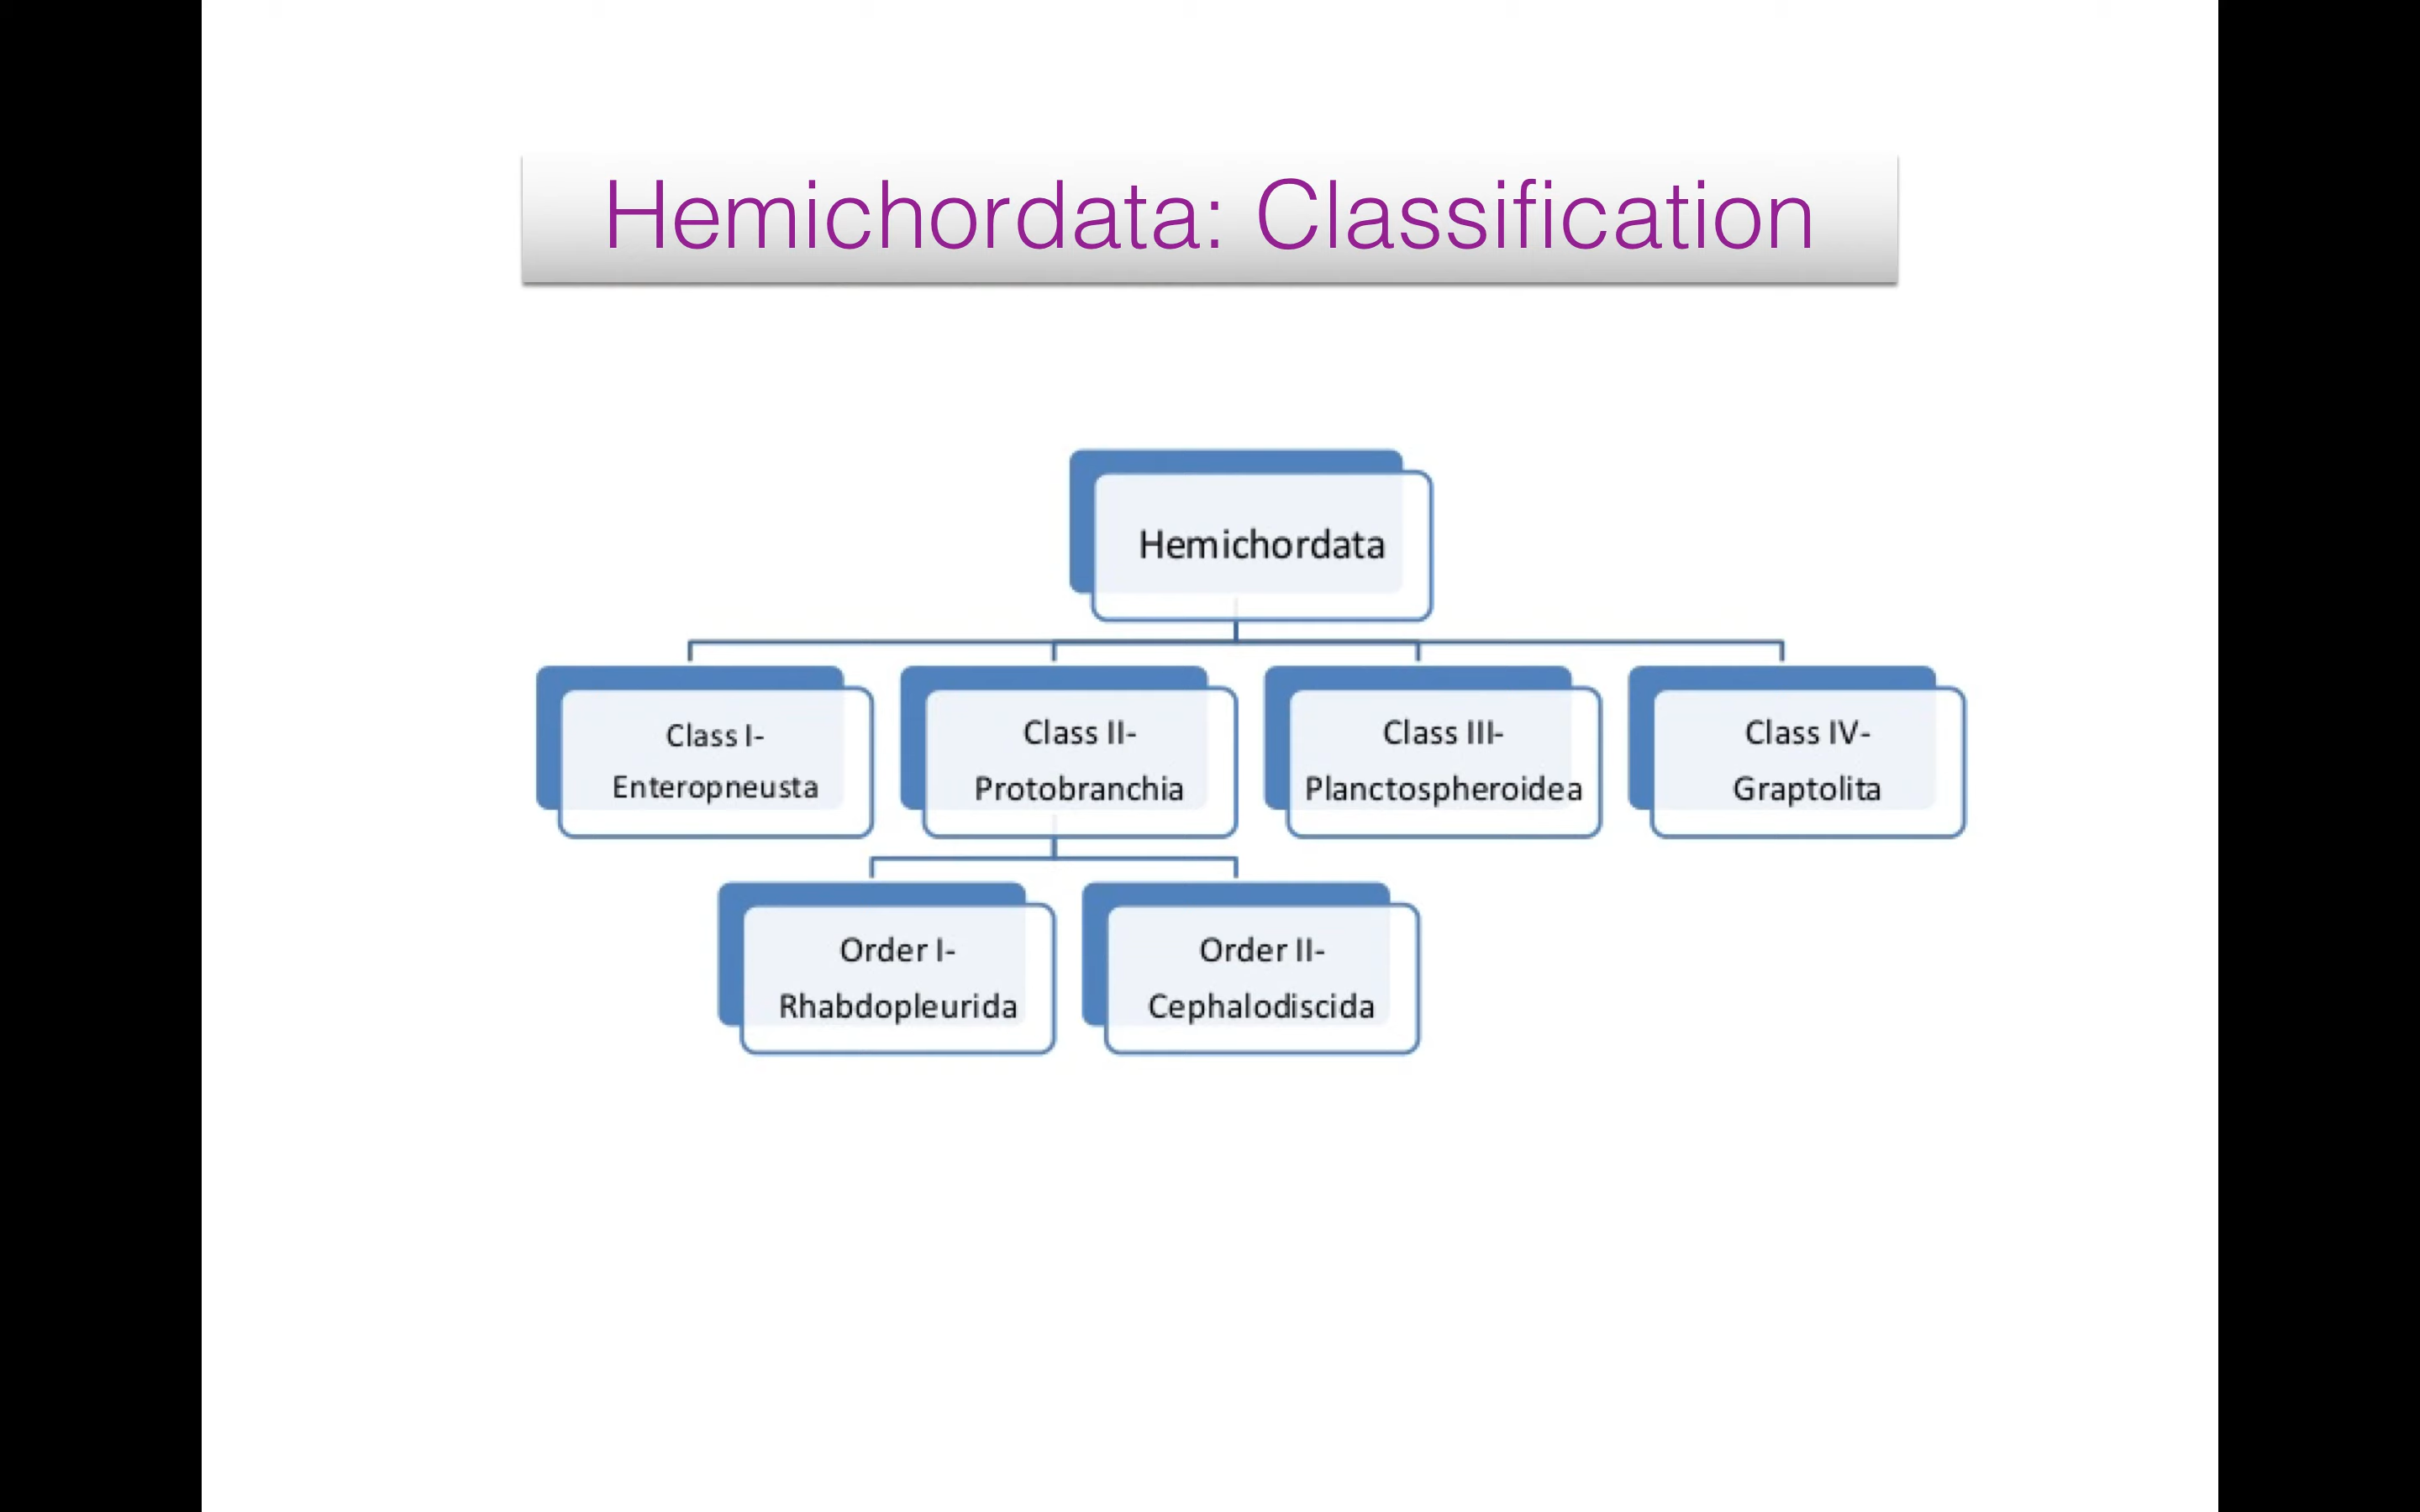 Hemichordata: Classification
Hemichordata
Class I-
Enteropneusta
Class II-
Protobranchia
Class III-
Planctospheroidea
Class IV-
Graptolita
Order I-
Rhabdopleurida
Order II-
Cephalodiscida